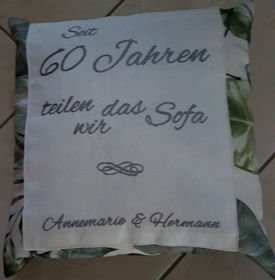 Seit
60 Jahren
teilen das Sofa
wir
Annemarie & Hermann